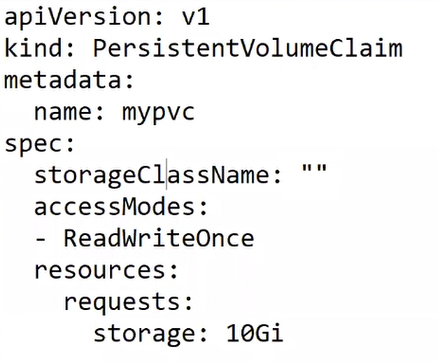 apiVersion: v1
kind: PersistentVolumeClaim
metadata:
  name: mypvc
spec:
  storageClassName: ""
  accessModes:
  - ReadWriteOnce
  resources:
    requests:
      storage: 10Gi